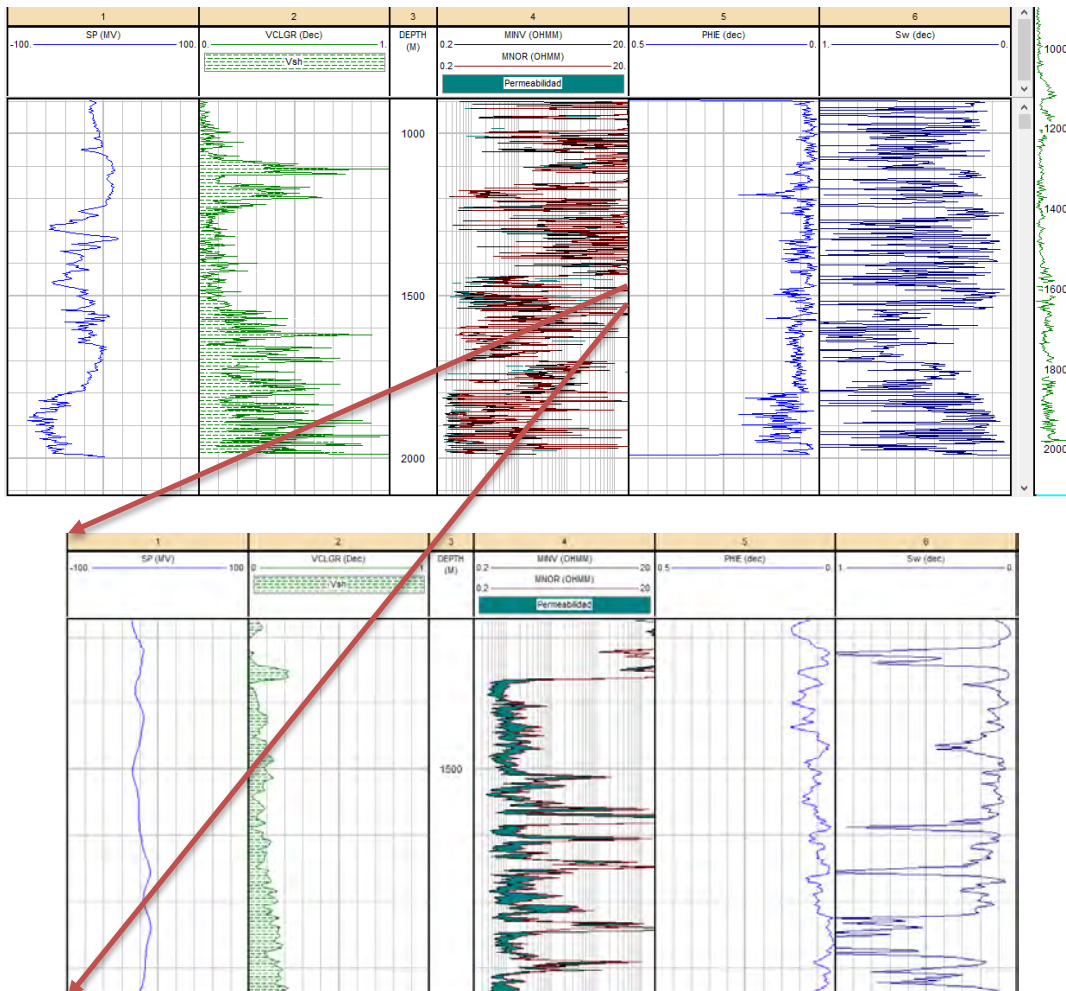 1 2 3 4 5 6
SP (MV) VCLGR (Dec) DEPTH (M) MINV (OHMM) PHIE (dec) Sw (dec)
-100. 100. 0. 1. 0.2 20. 0.5 0. 1. 0.
Vsh MNOR (OHMM)
0.2 20.
Permeabilidad
1000
1500
2000
1000
1200
1400
1600
1800
2000
1 2 3 4 5 6
SP (MV) VCLGR (Dec) DEPTH (M) MINV (OHMM) PHIE (dec) Sw (dec)
-100. 100 0. 1 0.2 20 0.5 0. 1. 0.
Vsh MNOR (OHMM)
0.2 20
Permeabilidad
1500